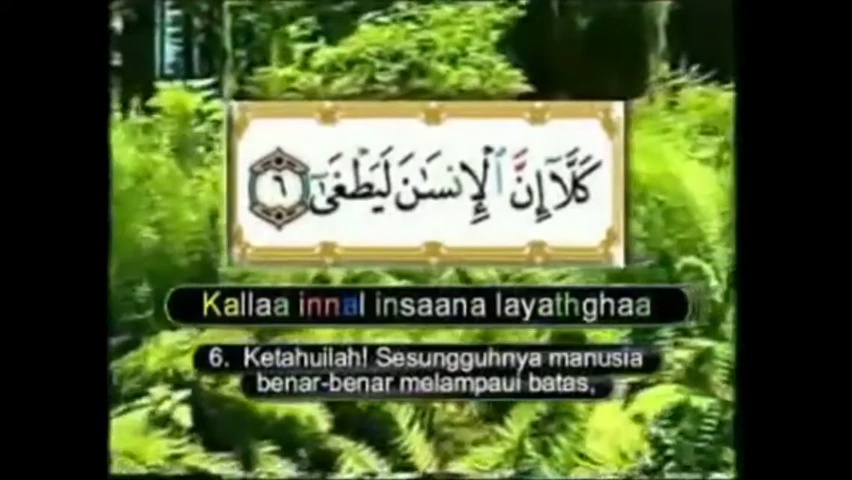 كَلَّآ إِنَّ ٱلْإِنسَٰنَ لَيَطْغَىٰٓ ٦
Kallaa innal insaana layathghaa
6. Ketahuilah! Sesungguhnya manusia
benar-benar melampaui batas,